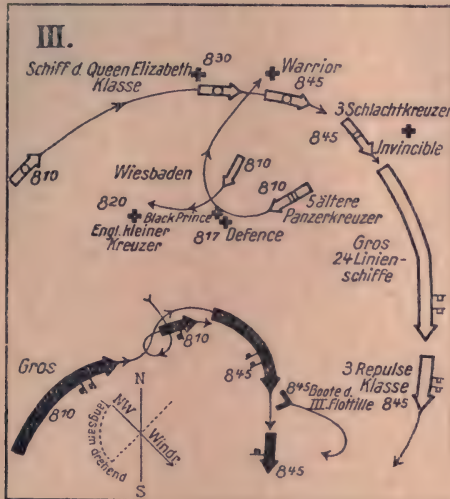 III.
8³⁰
Schiff d. Queen Elizabeth
Klasse
Warrior
8⁴⁵
3 Schlachtkreuzer
8⁴⁵
Invincible
8¹⁰
Wiesbaden
8¹⁰
8¹⁰
8²⁰
Black Prince
5 ältere
Panzerkreuzer
Engl. kleiner
Kreuzer
8¹⁷
Defence
Gros
24 Linien-
schiffe
Gros
8¹⁰
8⁴⁵
3 Repulse
Klasse
8⁴⁵
8⁴⁵ Boote d.
III. Flottille
8¹⁰
N
NW
Windr.
langsam
drehend
S
8⁴⁵